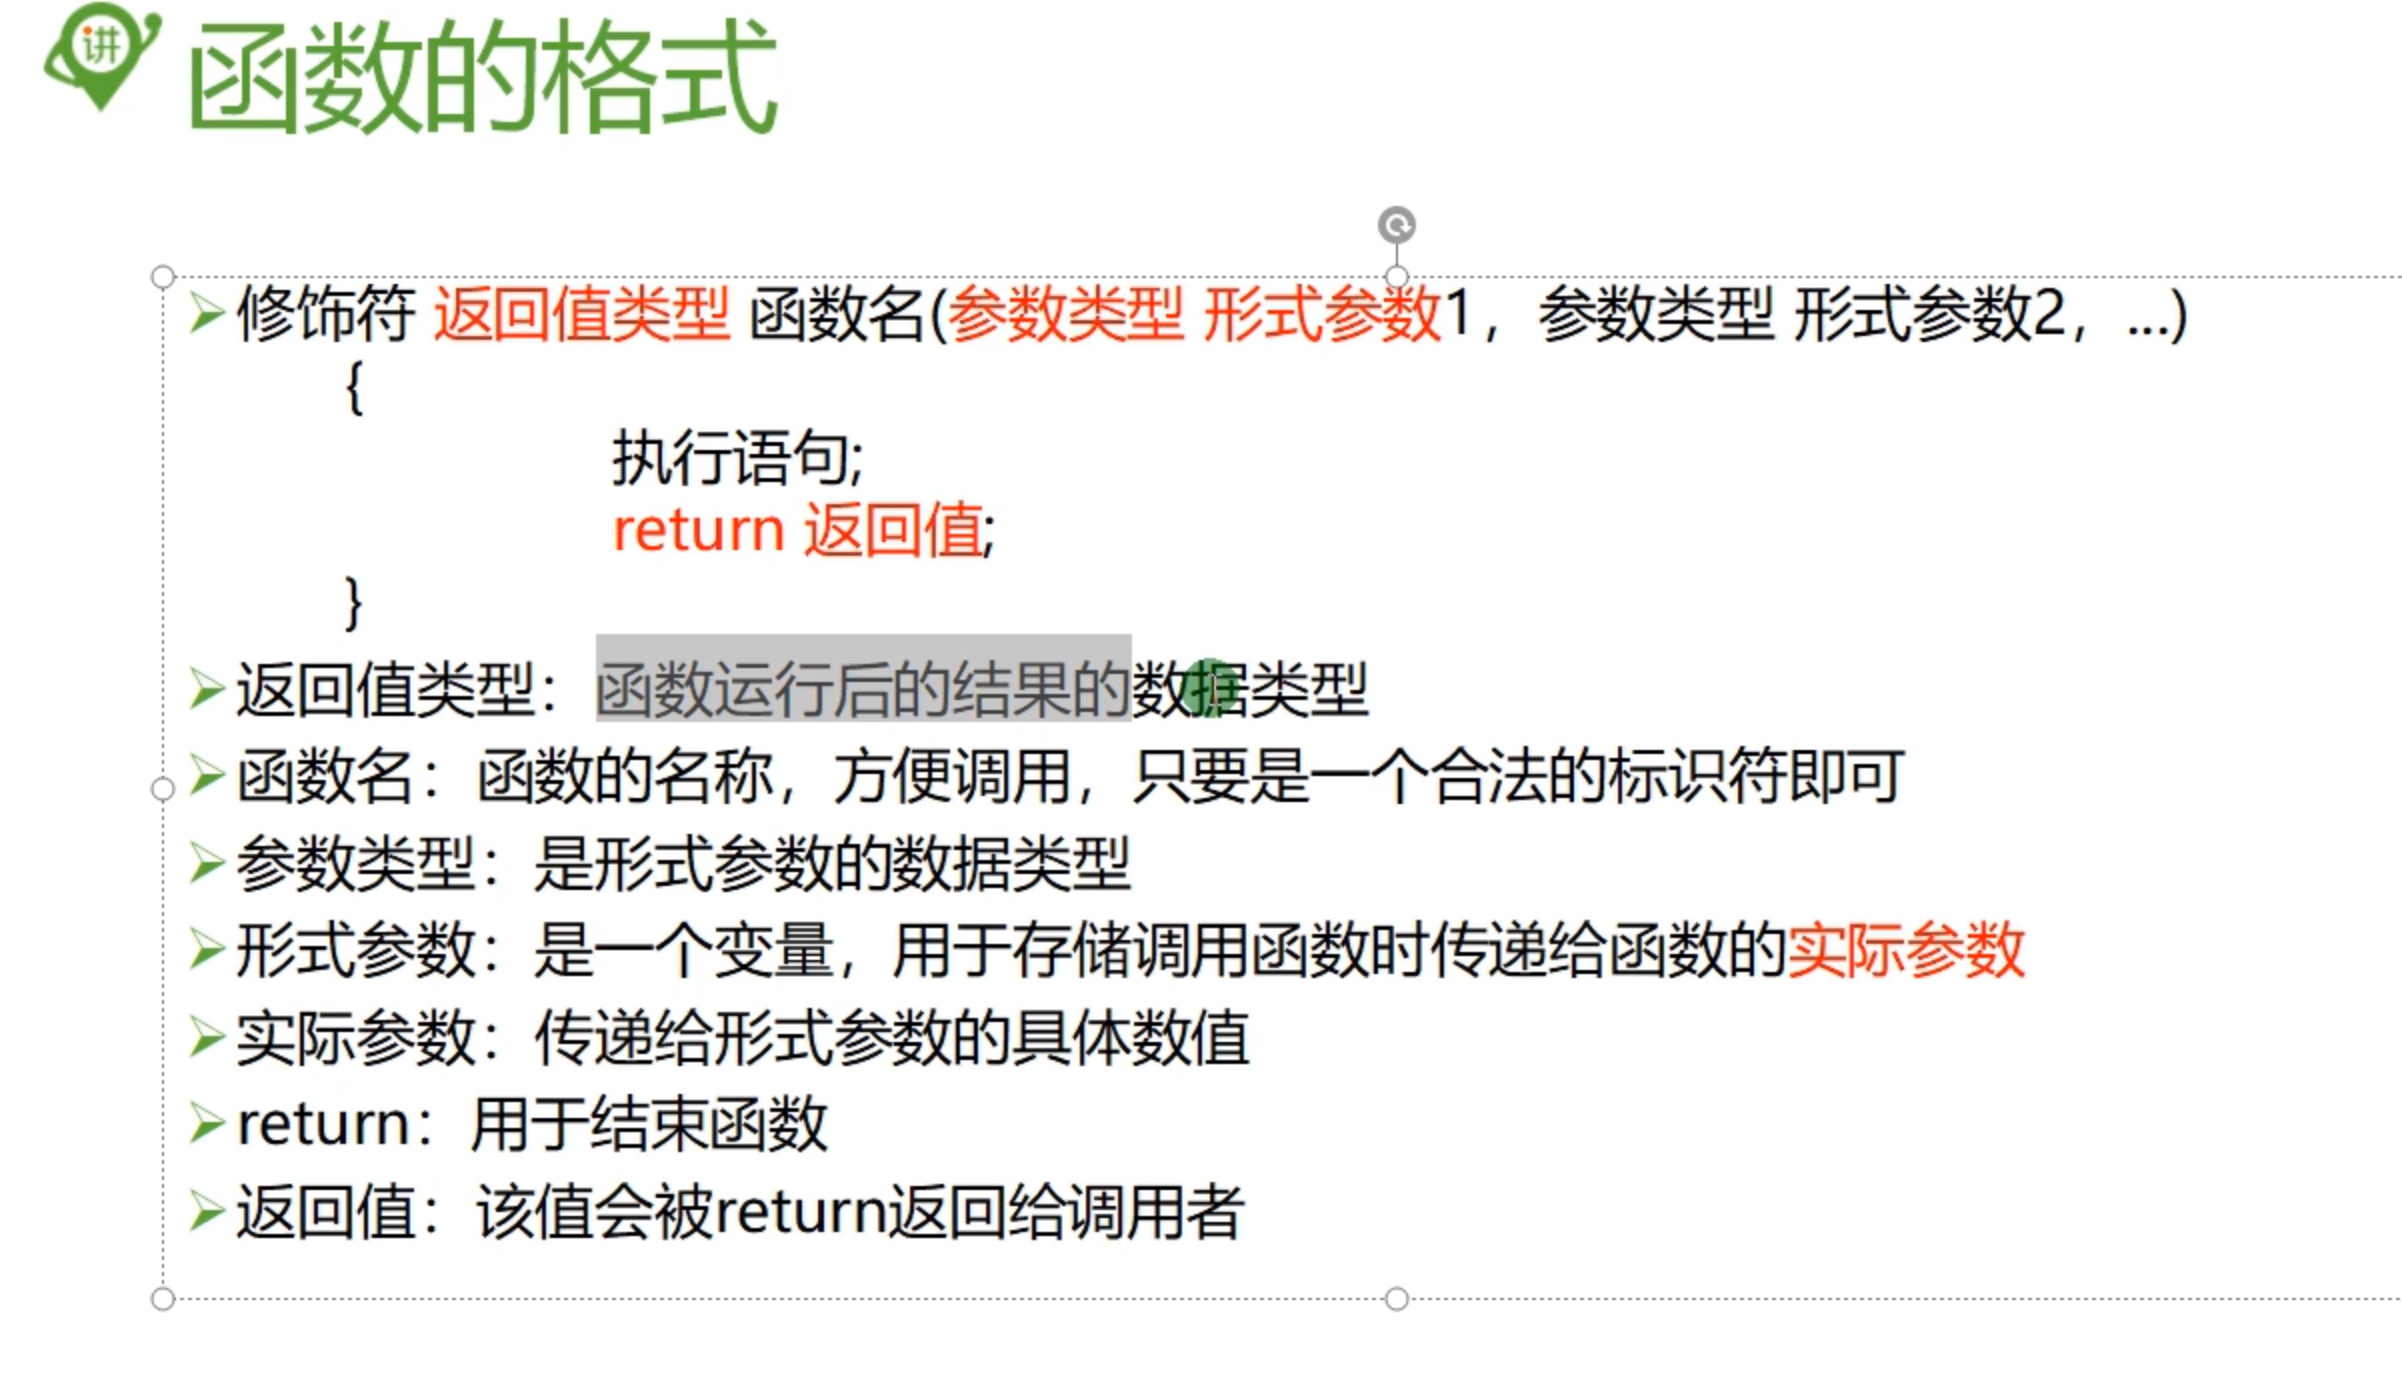 讲
函数的格式
修饰符 返回值类型 函数名(参数类型 形式参数1，参数类型 形式参数2，...)
{
执行语句;
return 返回值;
}
返回值类型：函数运行后的结果的数据类型
函数名：函数的名称，方便调用，只要是一个合法的标识符即可
参数类型：是形式参数的数据类型
形式参数：是一个变量，用于存储调用函数时传递给函数的实际参数
实际参数：传递给形式参数的具体数值
return：用于结束函数
返回值：该值会被return返回给调用者